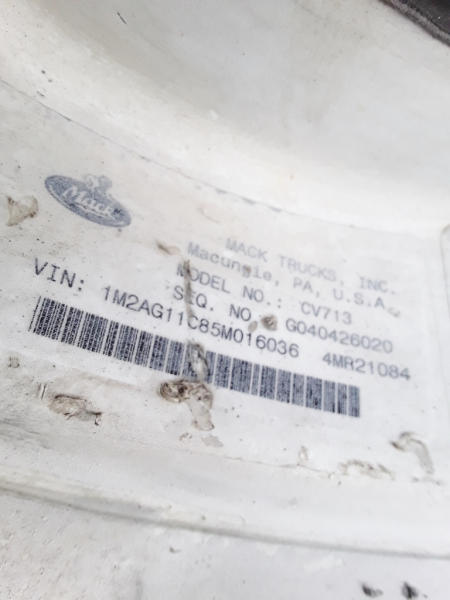 Mack
MACK TRUCKS, INC.
Macungie, PA, U.S.A.
MODEL NO.: CV713
SEQ. NO. G040426020
VIN: 1M2AG11C85M016036 4MR21084